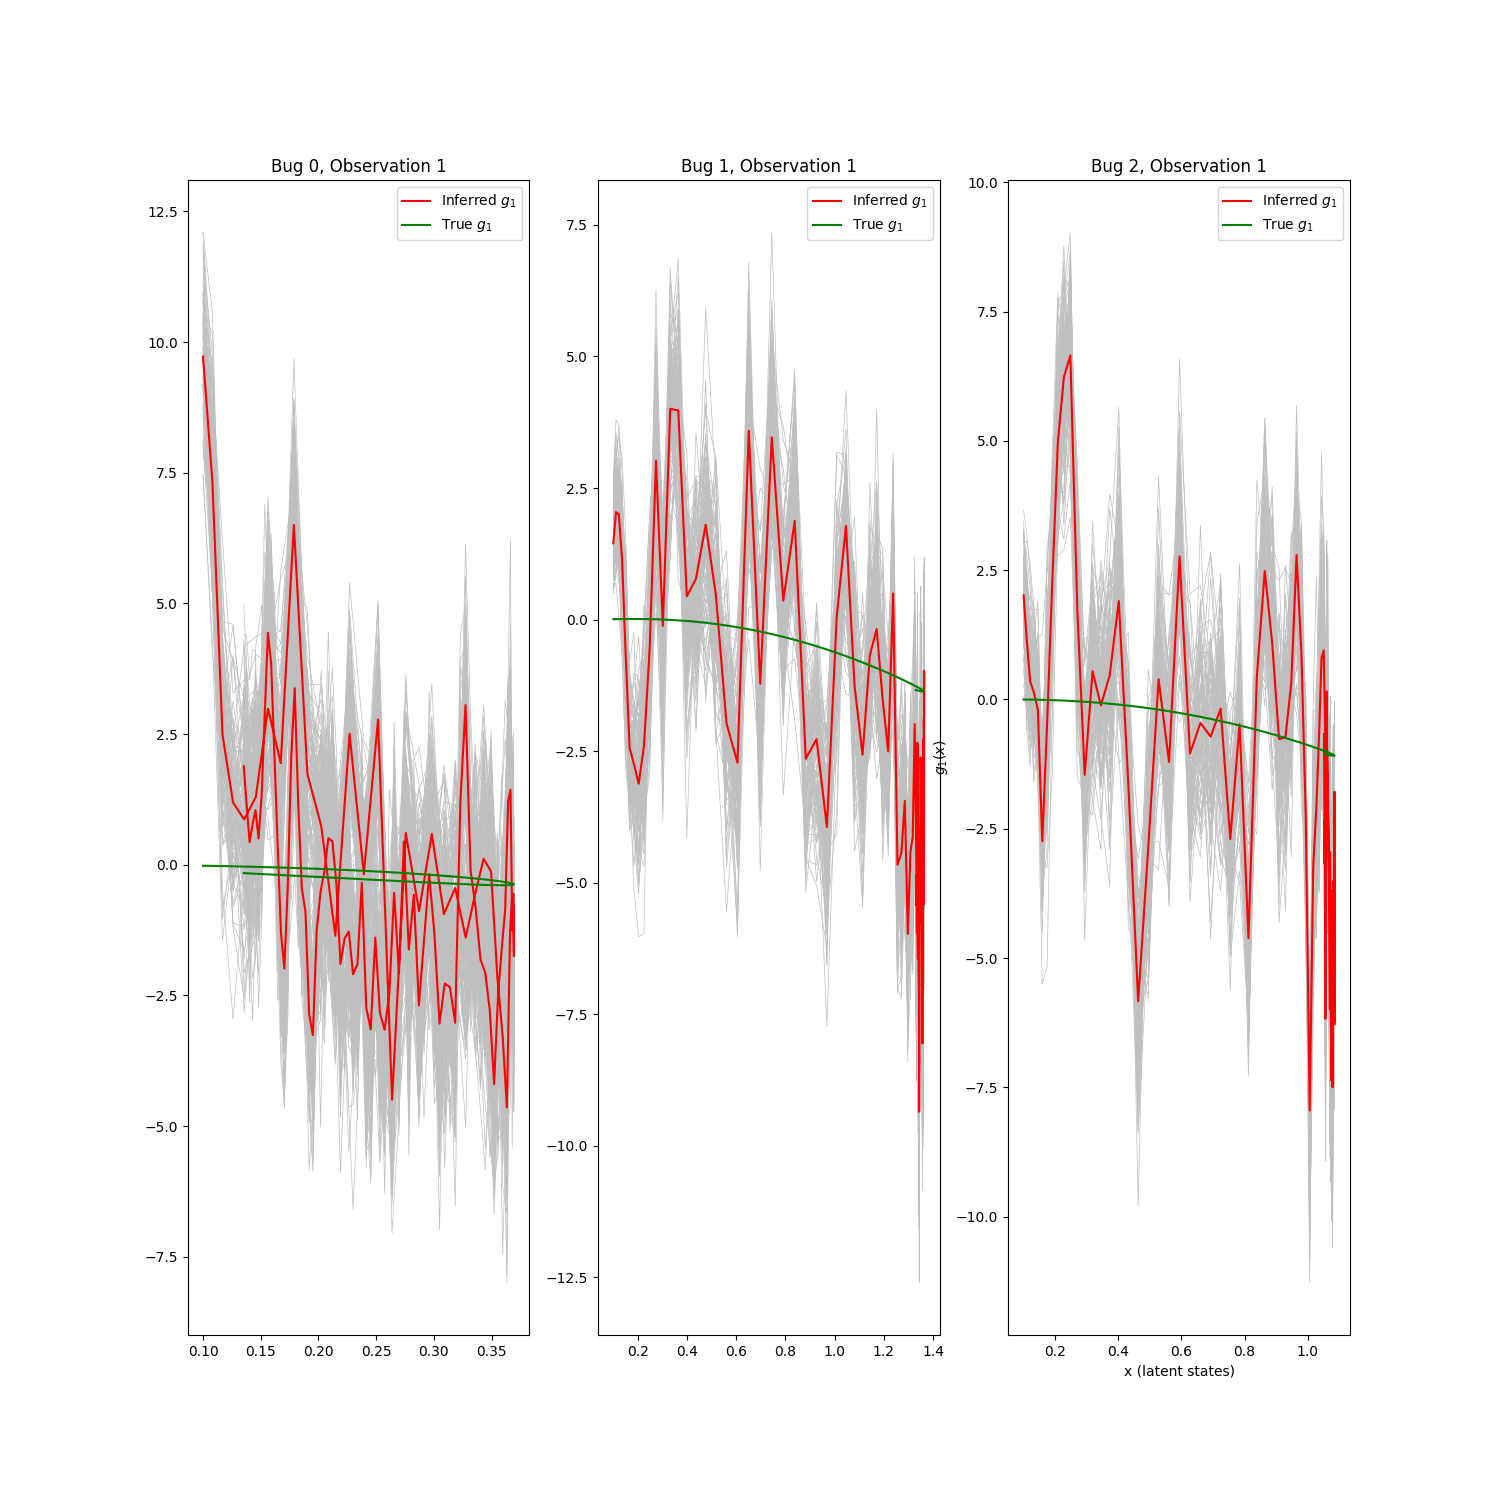 Bug 0, Observation 1
Inferred g₁
True g₁
12.5
10.0
7.5
5.0
2.5
0.0
−2.5
−5.0
−7.5
0.10 0.15 0.20 0.25 0.30 0.35
Bug 1, Observation 1
Inferred g₁
True g₁
7.5
5.0
2.5
0.0
−2.5
−5.0
−7.5
−10.0
−12.5
0.2 0.4 0.6 0.8 1.0 1.2 1.4
Bug 2, Observation 1
Inferred g₁
True g₁
g₁(x)
10.0
7.5
5.0
2.5
0.0
−2.5
−5.0
−7.5
−10.0
0.2 0.4 0.6 0.8 1.0
x (latent states)